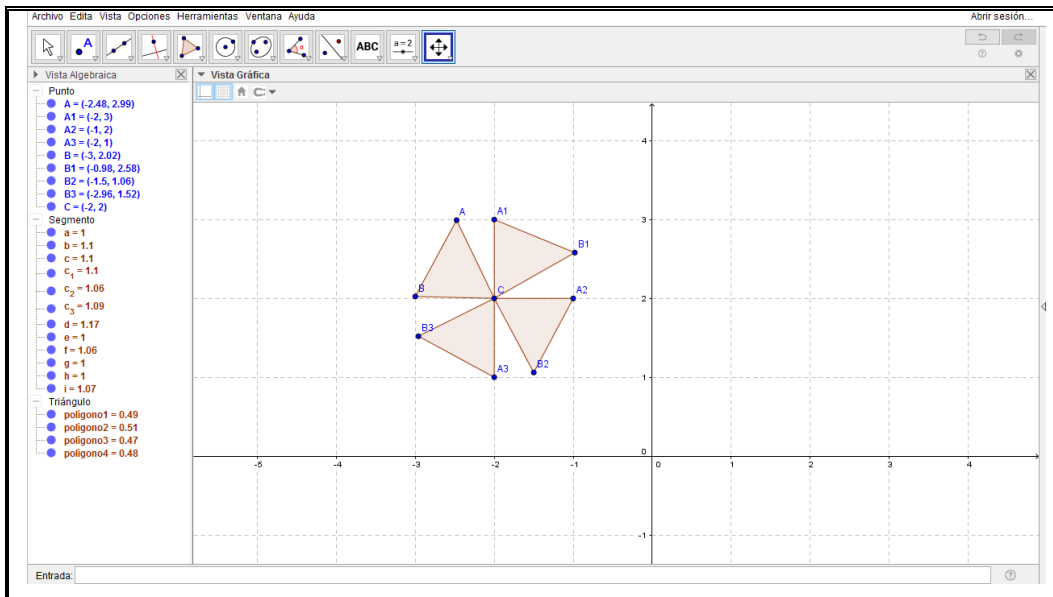 Archivo Edita Vista Opciones Herramientas Ventana Ayuda Abrir sesión...
A α ABC a=2
Vista Algebraica
Punto
A = (-2.48, 2.99)
A1 = (-2, 3)
A2 = (-1, 2)
A3 = (-2, 1)
B = (-3, 2.02)
B1 = (-0.98, 2.58)
B2 = (-1.5, 1.06)
B3 = (-2.96, 1.52)
C = (-2, 2)
Segmento
a = 1
b = 1.1
c = 1.1
c₁ = 1.1
c₂ = 1.06
c₃ = 1.09
d = 1.17
e = 1
f = 1.06
g = 1
h = 1
i = 1.07
Triángulo
poligono1 = 0.49
poligono2 = 0.51
poligono3 = 0.47
poligono4 = 0.48
Vista Gráfica
4
A A1
3
B1
B C A2
2
B3
B2
A3
1
0
-5 -4 -3 -2 -1 0 1 2 3 4
-1
Entrada: